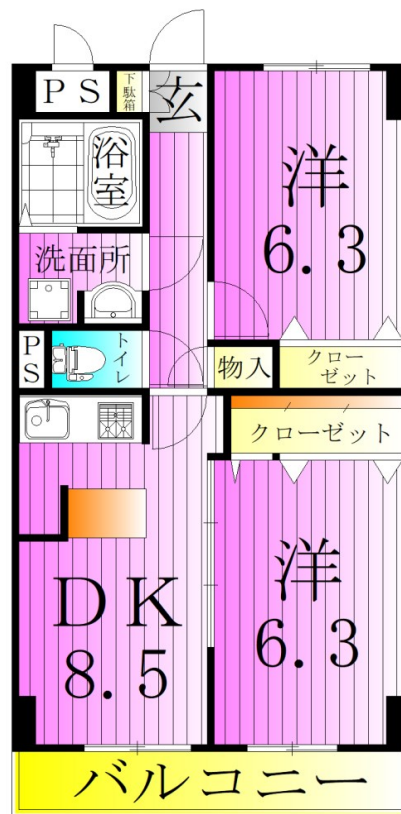 PS
下駄箱
玄
浴室
洋
6.3
洗面所
PS
トイレ
物入
クローゼット
クローゼット
DK
8.5
洋
6.3
バルコニー